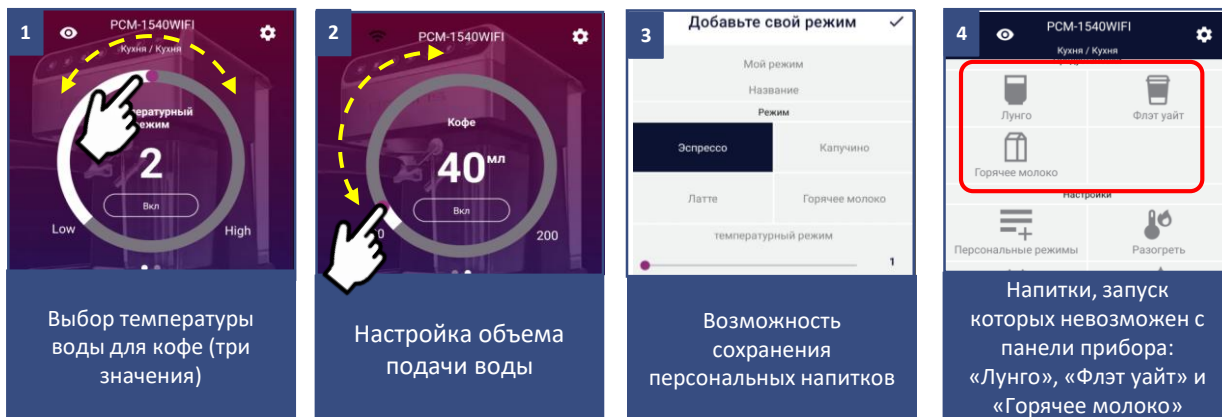 1
PCM-1540WIFI
Кухня / Кухня
режим
2
Вкл
Low
High
Выбор температуры
воды для кофе (три
значения)
2
PCM-1540WIFI
Кофе
40 мл
Вкл
200
Настройка объема
подачи воды
3
Добавьте свой режим
Мой режим
Название
Режим
Эспрессо
Капучино
Латте
Горячее молоко
температурный режим
1
Возможность
сохранения
персональных напитков
4
PCM-1540WIFI
Кухня / Кухня
Лунго
Флэт уайт
Горячее молоко
Настройки
Персональные режимы
Разогреть
Напитки, запуск
которых невозможен с
панели прибора:
«Лунго», «Флэт уайт» и
«Горячее молоко»